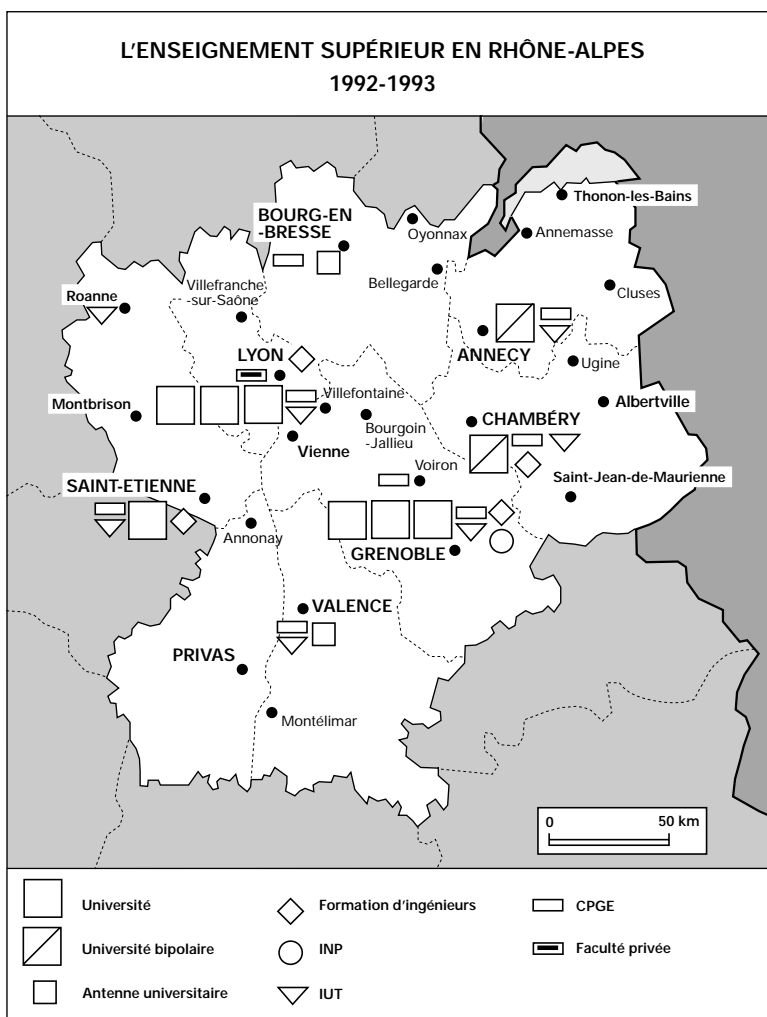 L'ENSEIGNEMENT SUPÉRIEUR EN RHÔNE-ALPES
1992-1993
Thonon-les-Bains
BOURG-EN
-BRESSE
Oyonnax
Annemasse
Bellegarde
Villefranche
-sur-Saône
Cluses
Roanne
ANNECY
LYON
Ugine
Villefontaine
Albertville
Montbrison
Bourgoin
-Jallieu
CHAMBÉRY
Vienne
Voiron
Saint-Jean-de-Maurienne
SAINT-ETIENNE
Annonay
GRENOBLE
VALENCE
PRIVAS
Montélimar
0 50 km
Université
Formation d'ingénieurs
CPGE
Université bipolaire
INP
Faculté privée
Antenne universitaire
IUT